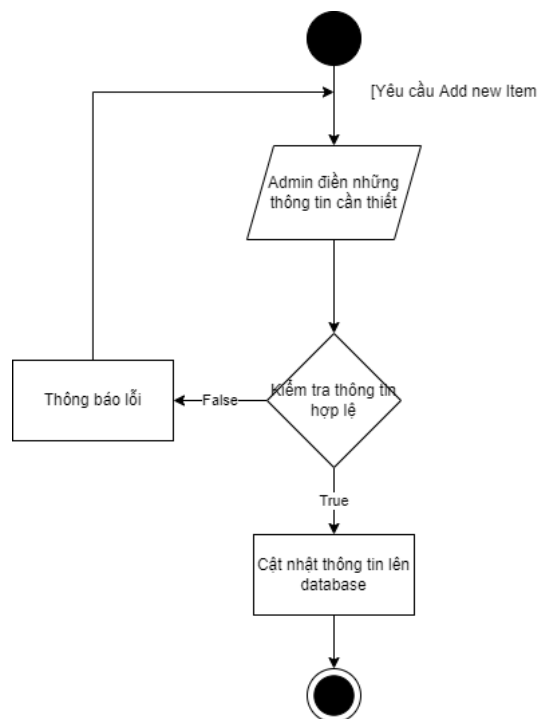 [Yêu cầu Add new Item
Admin điền những
thông tin cần thiết
Kiểm tra thông tin
hợp lệ
Thông báo lỗi
False
True
Cật nhật thông tin lên
database